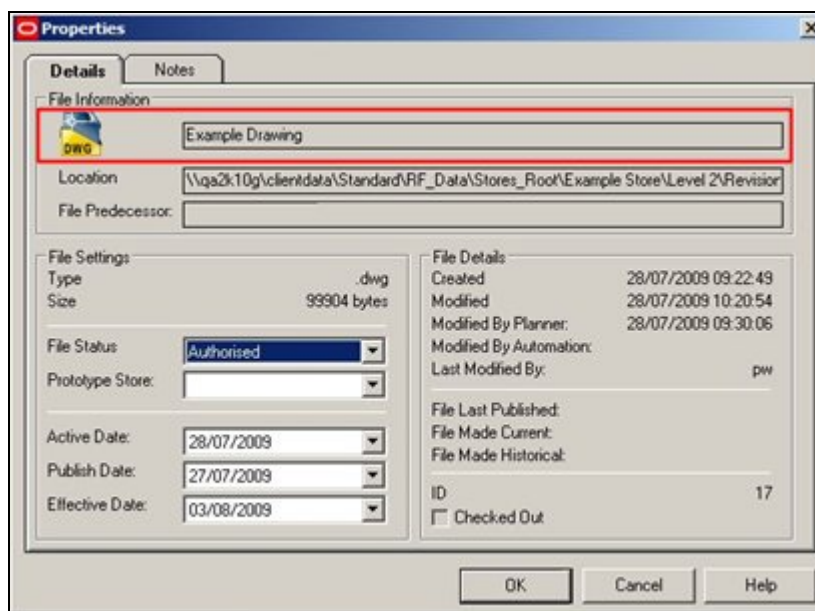 Properties
Details Notes
File Information
DWG Example Drawing
Location \\qa2k10g\clientdata\Standard\RF_Data\Stores_Root\Example Store\Level 2\Revision
File Predecessor:
File Settings
Type .dwg
Size 99904 bytes
File Status Authorised
Prototype Store:
Active Date: 28/07/2009
Publish Date: 27/07/2009
Effective Date: 03/08/2009
File Details
Created 28/07/2009 09:22:49
Modified 28/07/2009 10:20:54
Modified By Planner: 28/07/2009 09:30:06
Modified By Automation:
Last Modified By: pw
File Last Published:
File Made Current:
File Made Historical:
ID 17
Checked Out
OK Cancel Help